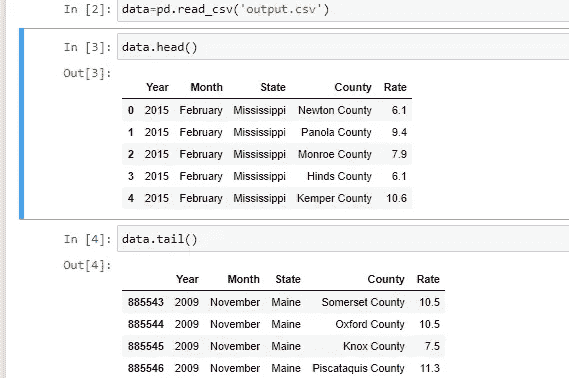 In [2]: data=pd.read_csv('output.csv')
In [3]: data.head()
Out[3]:
Year Month State County Rate
0 2015 February Mississippi Newton County 6.1
1 2015 February Mississippi Panola County 9.4
2 2015 February Mississippi Monroe County 7.9
3 2015 February Mississippi Hinds County 6.1
4 2015 February Mississippi Kemper County 10.6
In [4]: data.tail()
Out[4]:
Year Month State County Rate
885543 2009 November Maine Somerset County 10.5
885544 2009 November Maine Oxford County 10.5
885545 2009 November Maine Knox County 7.5
885546 2009 November Maine Piscataquis County 11.3